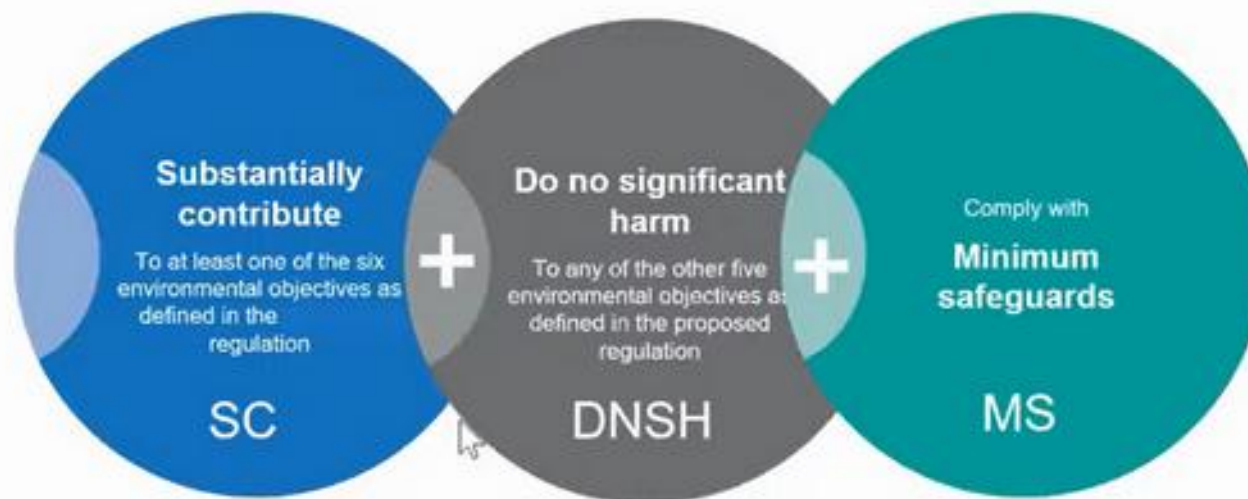 Substantially
contribute
To at least one of the six
environmental objectives as
defined in the
regulation
SC
+
Do no significant
harm
To any of the other five
environmental objectives as
defined in the proposed
regulation
DNSH
+
Comply with
Minimum
safeguards
MS